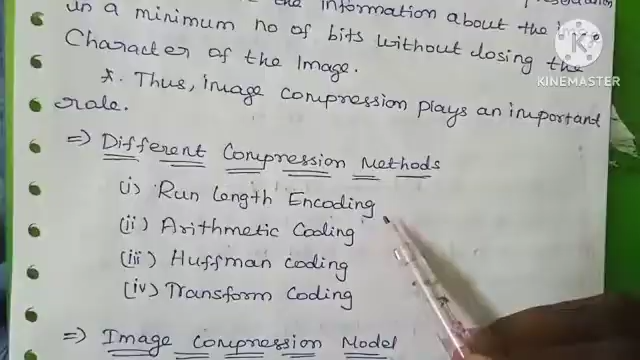 the information about the
in a minimum no of bits without closing the
Character of the Image.
*. Thus, image compression plays an important
role.
=> Different Compression Methods
(i) Run Length Encoding
(ii) Arithmetic Coding
(iii) Huffman coding
(iv) Transform Coding
=> Image Compression Model
KINEMASTER